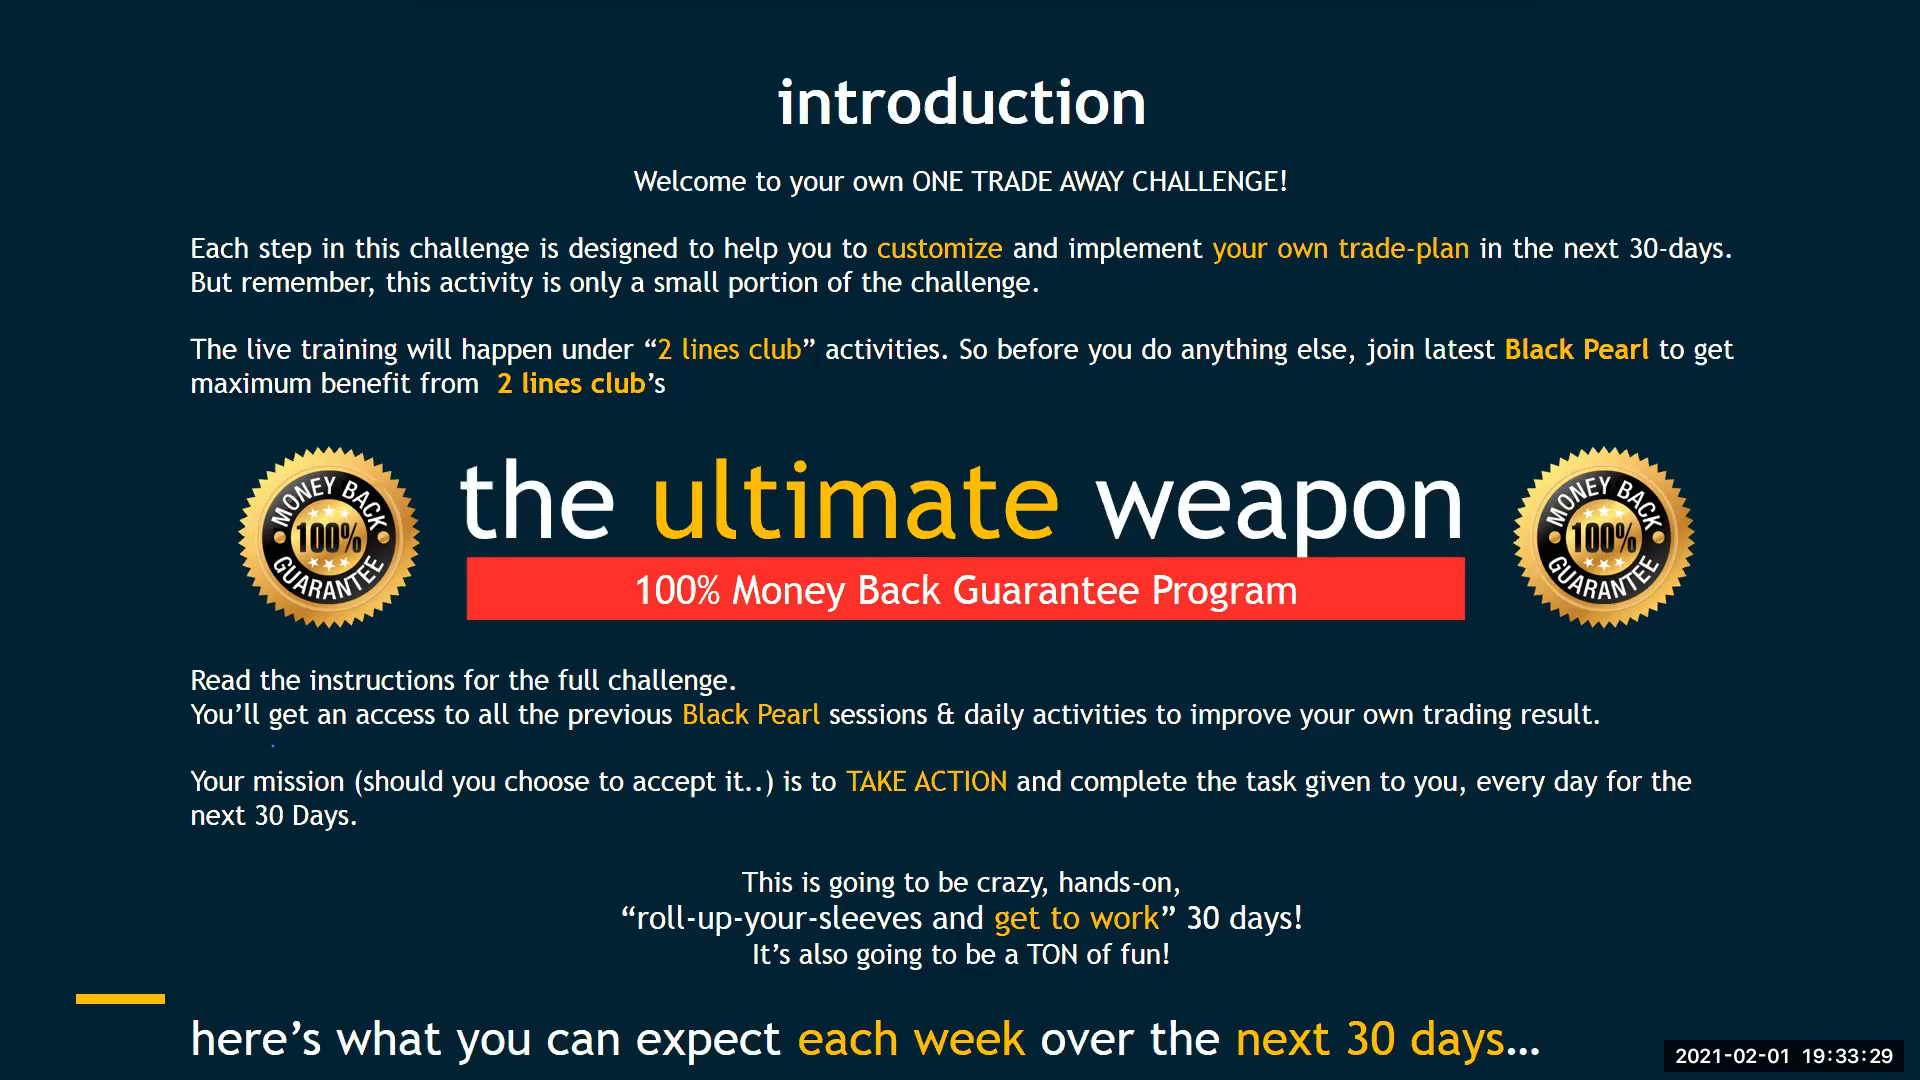 introduction
Welcome to your own ONE TRADE AWAY CHALLENGE!
Each step in this challenge is designed to help you to customize and implement your own trade-plan in the next 30-days.
But remember, this activity is only a small portion of the challenge.
The live training will happen under “2 lines club” activities. So before you do anything else, join latest Black Pearl to get
maximum benefit from 2 lines club’s
MONEY BACK
100%
GUARANTEE
the ultimate weapon
100% Money Back Guarantee Program
MONEY BACK
100%
GUARANTEE
Read the instructions for the full challenge.
You’ll get an access to all the previous Black Pearl sessions & daily activities to improve your own trading result.
Your mission (should you choose to accept it..) is to TAKE ACTION and complete the task given to you, every day for the
next 30 Days.
This is going to be crazy, hands-on,
“roll-up-your-sleeves and get to work” 30 days!
It’s also going to be a TON of fun!
here’s what you can expect each week over the next 30 days…
2021-02-01 19:33:29